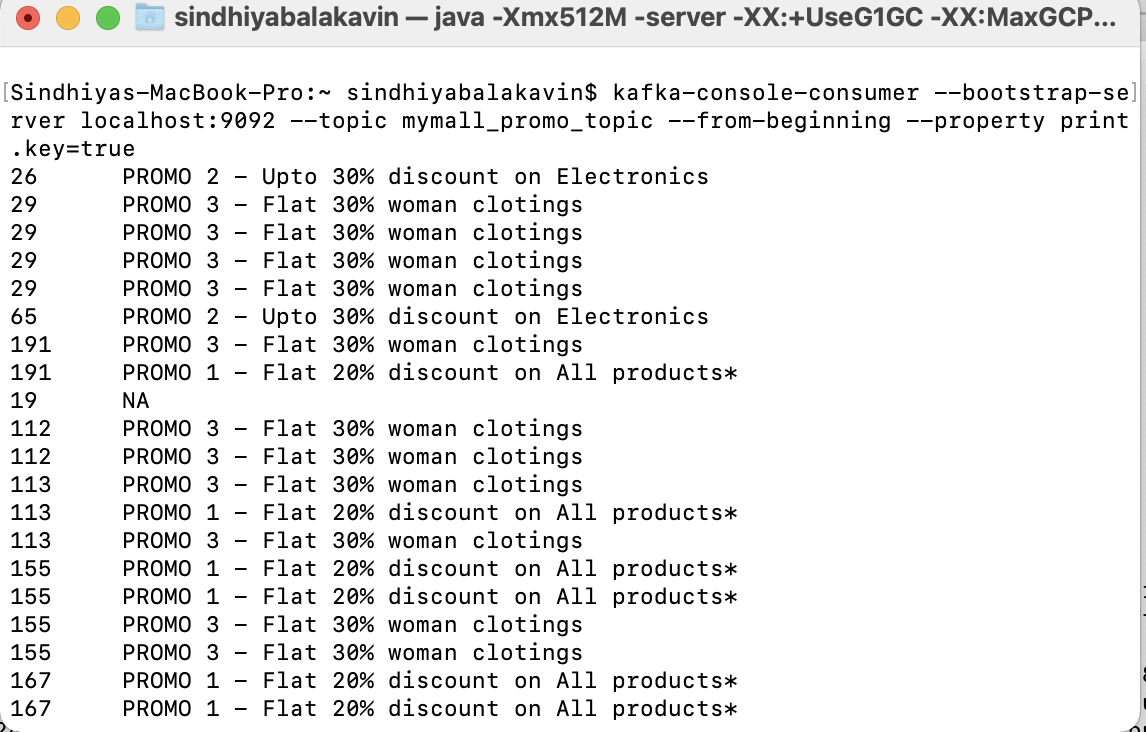 sindhiyabalakavin — java -Xmx512M -server -XX:+UseG1GC -XX:MaxGCP...
[Sindhiyas-MacBook-Pro:~ sindhiyabalakavin$ kafka-console-consumer --bootstrap-se]
rver localhost:9092 --topic mymall_promo_topic --from-beginning --property print
.key=true
26 PROMO 2 - Upto 30% discount on Electronics
29 PROMO 3 - Flat 30% woman clotings
29 PROMO 3 - Flat 30% woman clotings
29 PROMO 3 - Flat 30% woman clotings
29 PROMO 3 - Flat 30% woman clotings
65 PROMO 2 - Upto 30% discount on Electronics
191 PROMO 3 - Flat 30% woman clotings
191 PROMO 1 - Flat 20% discount on All products*
19 NA
112 PROMO 3 - Flat 30% woman clotings
112 PROMO 3 - Flat 30% woman clotings
113 PROMO 3 - Flat 30% woman clotings
113 PROMO 1 - Flat 20% discount on All products*
113 PROMO 3 - Flat 30% woman clotings
155 PROMO 1 - Flat 20% discount on All products*
155 PROMO 1 - Flat 20% discount on All products*
155 PROMO 3 - Flat 30% woman clotings
155 PROMO 3 - Flat 30% woman clotings
167 PROMO 1 - Flat 20% discount on All products*
167 PROMO 1 - Flat 20% discount on All products*